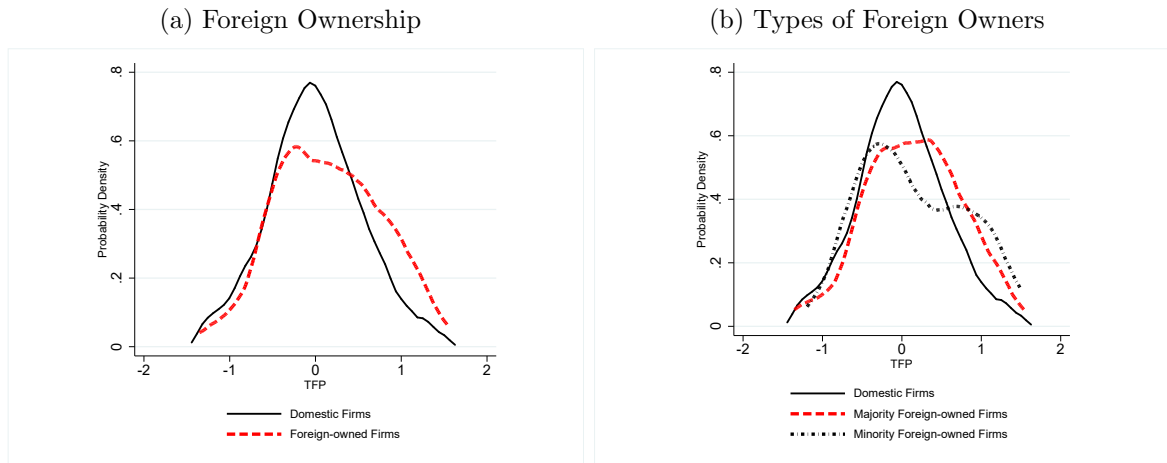 (a) Foreign Ownership
Probability Density
.8
.6
.4
.2
0
-2
-1
0
1
2
TFP
Domestic Firms
Foreign-owned Firms
(b) Types of Foreign Owners
Probability Density
.8
.6
.4
.2
0
-2
-1
0
1
2
TFP
Domestic Firms
Majority Foreign-owned Firms
Minority Foreign-owned Firms